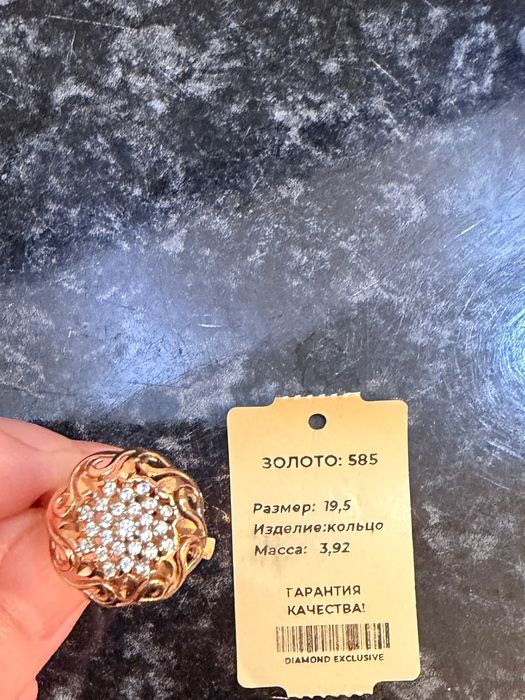 ЗОЛОТО: 585
Размер: 19,5
Изделие:кольцо
Масса: 3,92
ГАРАНТИЯ
КАЧЕСТВА!
DIAMOND EXCLUSIVE